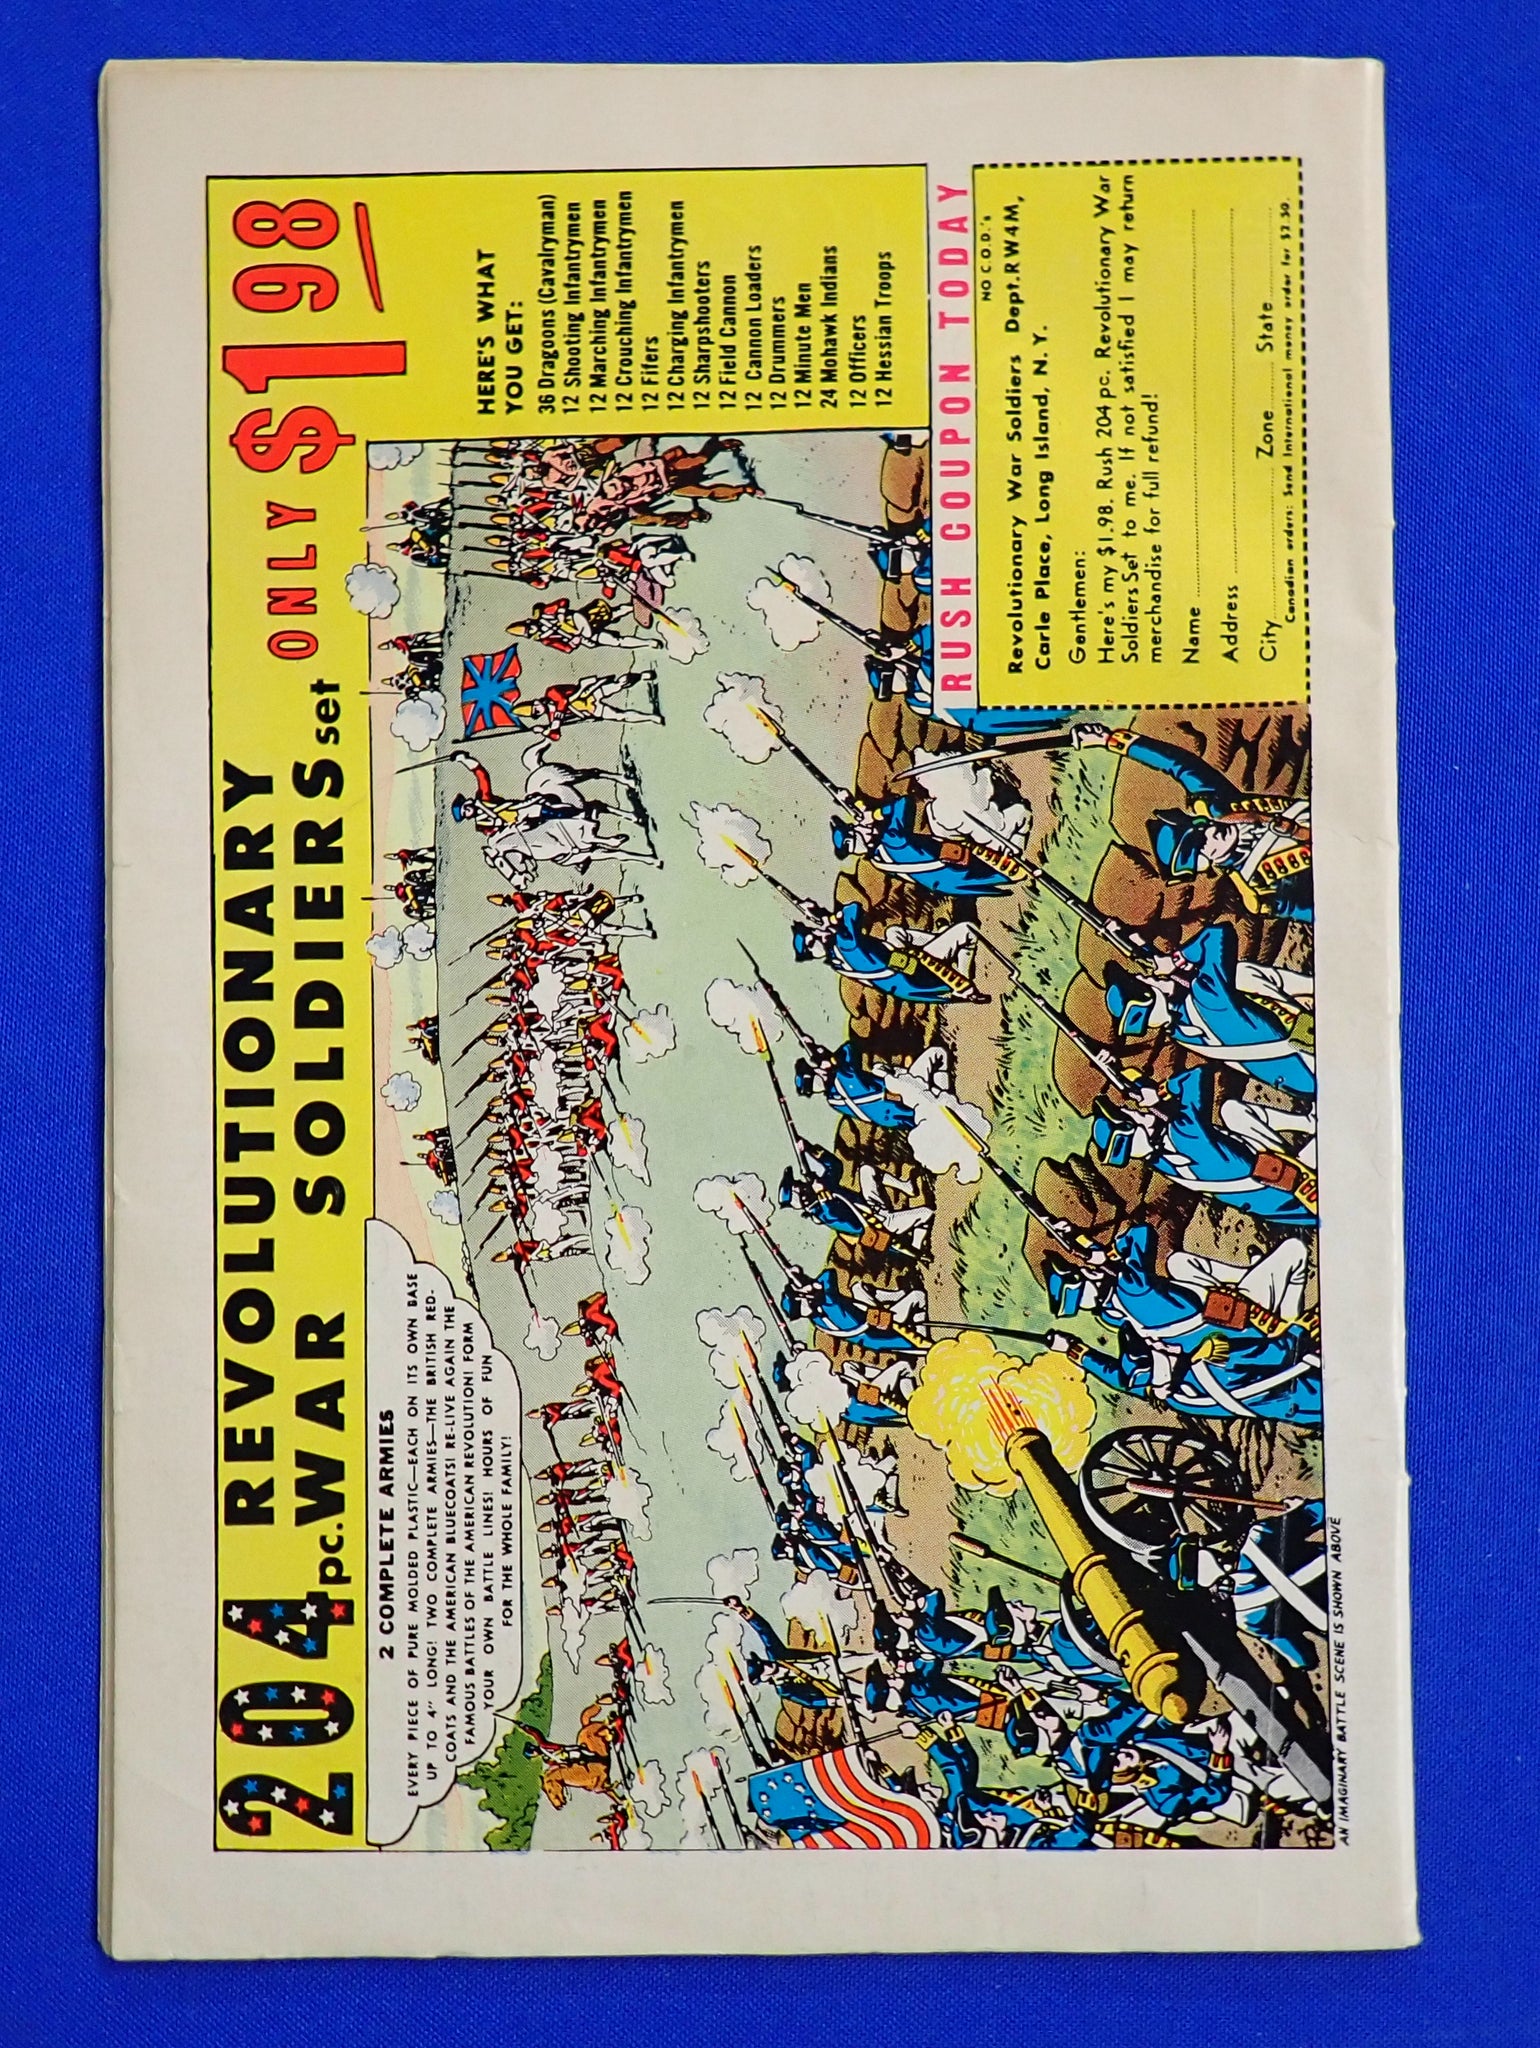 204 REVOLUTIONARY
pc. WAR SOLDIERS set ONLY $1 98
2 COMPLETE ARMIES
EVERY PIECE OF PURE MOLDED PLASTIC—EACH ON ITS OWN BASE
UP TO 4" LONG! TWO COMPLETE ARMIES—THE BRITISH RED-
COATS AND THE AMERICAN BLUECOATS! RE-LIVE AGAIN THE
FAMOUS BATTLES OF THE AMERICAN REVOLUTION! FORM
YOUR OWN BATTLE LINES! HOURS OF FUN
FOR THE WHOLE FAMILY!
HERE'S WHAT
YOU GET:
36 Dragoons (Cavalryman)
12 Shooting Infantrymen
12 Marching Infantrymen
12 Crouching Infantrymen
12 Fifers
12 Charging Infantrymen
12 Sharpshooters
12 Field Cannon
12 Cannon Loaders
12 Drummers
12 Minute Men
24 Mohawk Indians
12 Officers
12 Hessian Troops
RUSH COUPON TODAY
NO C.O.D.'s
Revolutionary War Soldiers Dept.RW4M,
Carle Place, Long Island, N. Y.
Gentlemen:
Here's my $1.98. Rush 204 pc. Revolutionary War
Soldiers Set to me. If not satisfied I may return
merchandise for full refund!
Name
Address
City Zone State
Canadian orders: Send International money order for $2.50.
AN IMAGINARY BATTLE SCENE IS SHOWN ABOVE